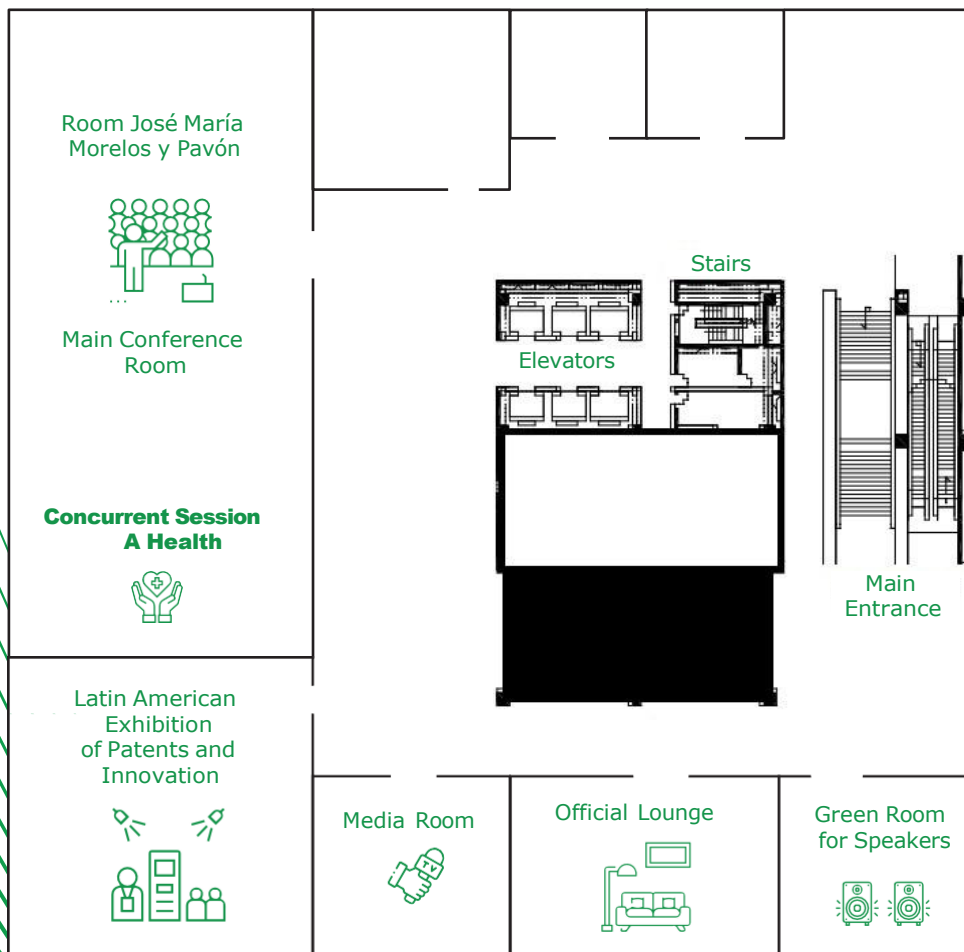 Room José María
Morelos y Pavón
Main Conference
Room
Concurrent Session
A Health
Stairs
Elevators
Main
Entrance
Latin American
Exhibition
of Patents and
Innovation
Media Room
TV
Official Lounge
Green Room
for Speakers